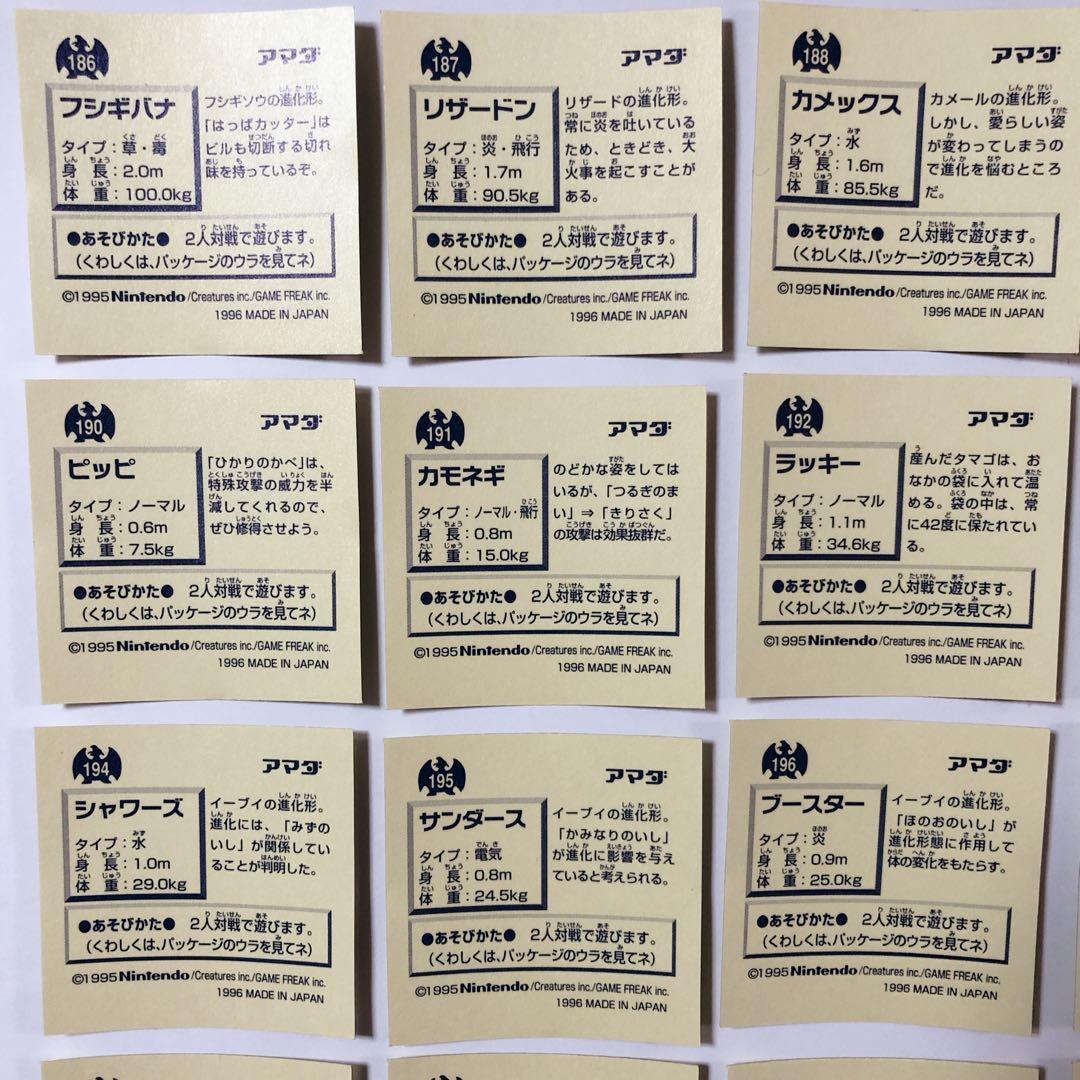 186
アマダ
フシギバナ
タイプ：草・毒
身長：2.0m
体重：100.0kg
フシギソウの進化形。
「はっぱカッター」は
ビルも切断する切れ
味を持っているぞ。
●あそびかた● 2人対戦で遊びます。
(くわしくは、パッケージのウラを見てネ)
©1995 Nintendo/Creatures inc./GAME FREAK inc.
1996 MADE IN JAPAN
187
アマダ
リザードン
タイプ：炎・飛行
身長：1.7m
体重：90.5kg
リザードの進化形。
常に炎を吐いている
ため、ときどき、大
火事を起こすことが
ある。
●あそびかた● 2人対戦で遊びます。
(くわしくは、パッケージのウラを見てネ)
©1995 Nintendo/Creatures inc./GAME FREAK inc.
1996 MADE IN JAPAN
188
アマダ
カメックス
タイプ：水
身長：1.6m
体重：85.5kg
カメールの進化形。
しかし、愛らしい姿
が変わってしまうの
で進化を悩むところ
だ。
●あそびかた● 2人対戦で遊びます。
(くわしくは、パッケージのウラを見てネ)
©1995 Nintendo/Creatures inc./GAME FREAK inc.
1996 MADE IN JAPAN
190
アマダ
ピッピ
タイプ：ノーマル
身長：0.6m
体重：7.5kg
「ひかりのかべ」は、
特殊攻撃の威力を半
減してくれるので、
ぜひ修得させよう。
●あそびかた● 2人対戦で遊びます。
(くわしくは、パッケージのウラを見てネ)
©1995 Nintendo/Creatures inc./GAME FREAK inc.
1996 MADE IN JAPAN
191
アマダ
カモネギ
タイプ：ノーマル・飛行
身長：0.8m
体重：15.0kg
のどかな姿をしては
いるが、「つるぎのま
い」⇒「きりさく」
の攻撃は効果抜群だ。
●あそびかた● 2人対戦で遊びます。
(くわしくは、パッケージのウラを見てネ)
©1995 Nintendo/Creatures inc./GAME FREAK inc.
1996 MADE IN JAPAN
192
アマダ
ラッキー
タイプ：ノーマル
身長：1.1m
体重：34.6kg
産んだタマゴは、お
なかの袋に入れて温
める。袋の中は、常
に42度に保たれてい
る。
●あそびかた● 2人対戦で遊びます。
(くわしくは、パッケージのウラを見てネ)
©1995 Nintendo/Creatures inc./GAME FREAK inc.
1996 MADE IN JAPAN
194
アマダ
シャワーズ
タイプ：水
身長：1.0m
体重：29.0kg
イーブイの進化形。
進化には、「みずの
いし」が関係してい
ることが判明した。
●あそびかた● 2人対戦で遊びます。
(くわしくは、パッケージのウラを見てネ)
©1995 Nintendo/Creatures inc./GAME FREAK inc.
1996 MADE IN JAPAN
195
アマダ
サンダース
タイプ：電気
身長：0.8m
体重：24.5kg
イーブイの進化形。
「かみなりのいし」
が進化に影響を与え
ていると考えられる。
●あそびかた● 2人対戦で遊びます。
(くわしくは、パッケージのウラを見てネ)
©1995 Nintendo/Creatures inc./GAME FREAK inc.
1996 MADE IN JAPAN
196
アマダ
ブースター
タイプ：炎
身長：0.9m
体重：25.0kg
イーブイの進化形。
「ほのおのいし」が
進化形態に作用して
体の変化をもたらす。
●あそびかた● 2人対戦で遊びます。
(くわしくは、パッケージのウラを見てネ)
©1995 Nintendo/Creatures inc./GAME FREAK inc.
1996 MADE IN JAPAN